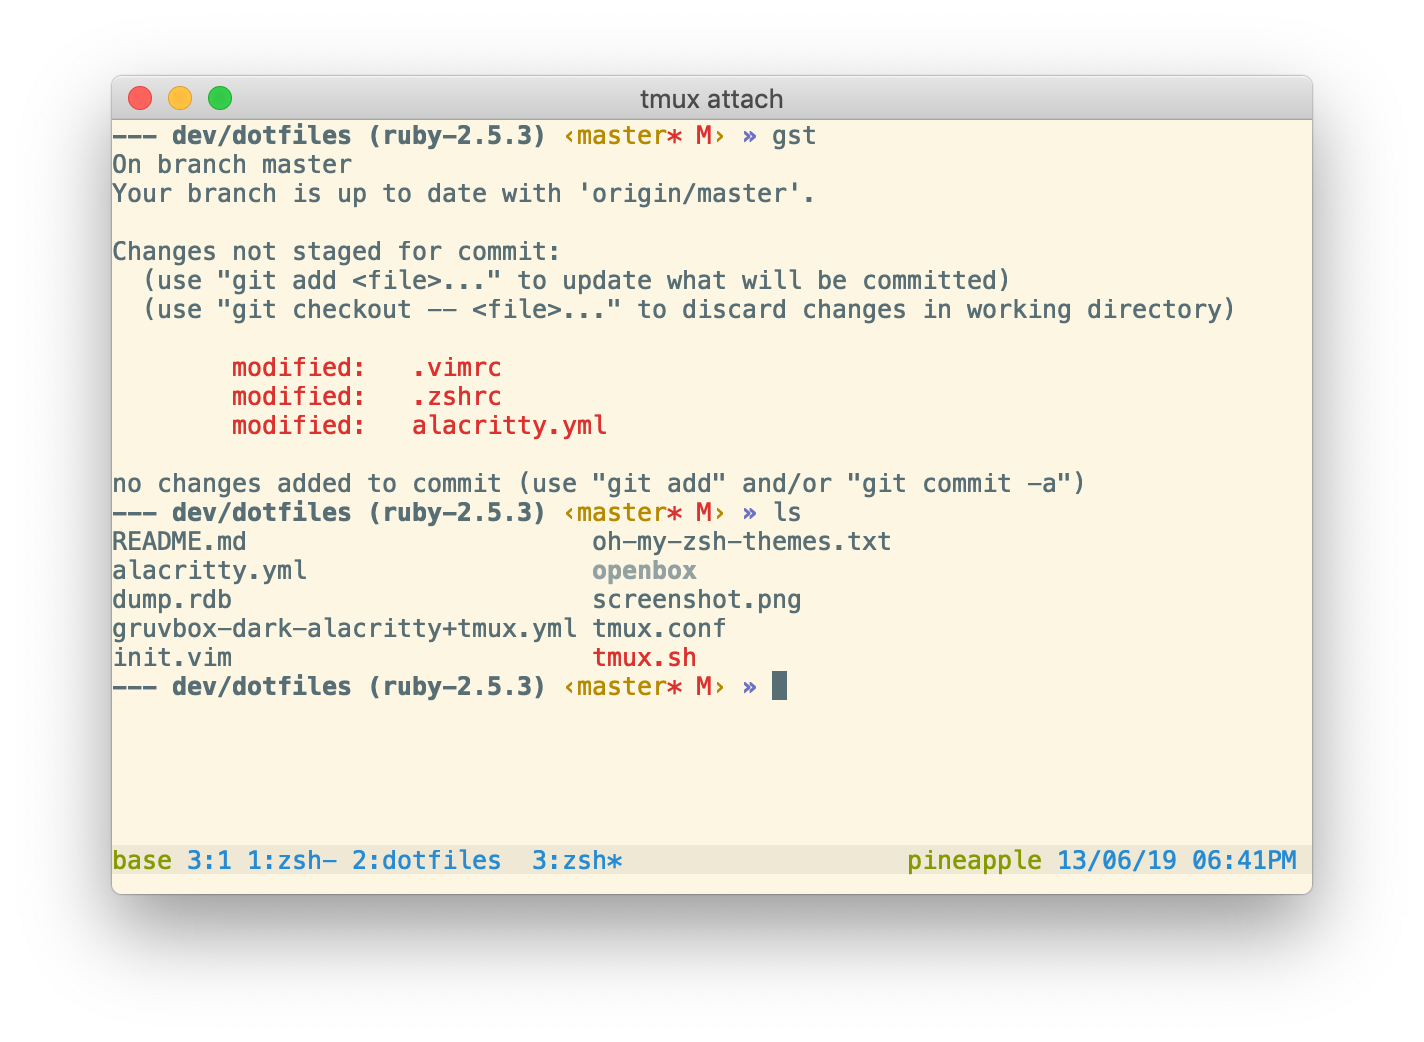 tmux attach
--- dev/dotfiles (ruby-2.5.3) ‹master* M› » gst
On branch master
Your branch is up to date with 'origin/master'.
Changes not staged for commit:
  (use "git add <file>..." to update what will be committed)
  (use "git checkout -- <file>..." to discard changes in working directory)
        modified:   .vimrc
        modified:   .zshrc
        modified:   alacritty.yml
no changes added to commit (use "git add" and/or "git commit -a")
--- dev/dotfiles (ruby-2.5.3) ‹master* M› » ls
README.md                       oh-my-zsh-themes.txt
alacritty.yml                   openbox
dump.rdb                        screenshot.png
gruvbox-dark-alacritty+tmux.yml tmux.conf
init.vim                        tmux.sh
--- dev/dotfiles (ruby-2.5.3) ‹master* M› »
base 3:1 1:zsh- 2:dotfiles  3:zsh*                   pineapple 13/06/19 06:41PM